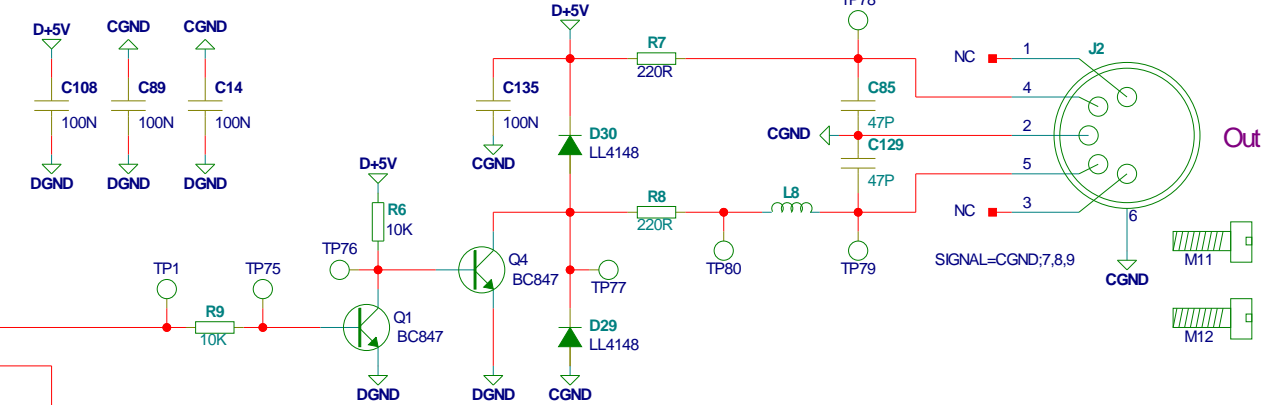 TP78
D+5V
CGND
CGND
D+5V
R7
220R
NC
1
J2
C108
100N
C89
100N
C14
100N
C135
100N
C85
47P
4
CGND
2
Out
D30
LL4148
C129
47P
DGND
DGND
DGND
CGND
D+5V
5
R6
10K
R8
220R
L8
NC
3
6
TP76
Q4
BC847
TP77
TP80
TP79
SIGNAL=CGND;7,8,9
M11
CGND
TP1
TP75
R9
10K
Q1
BC847
D29
LL4148
M12
DGND
DGND
CGND